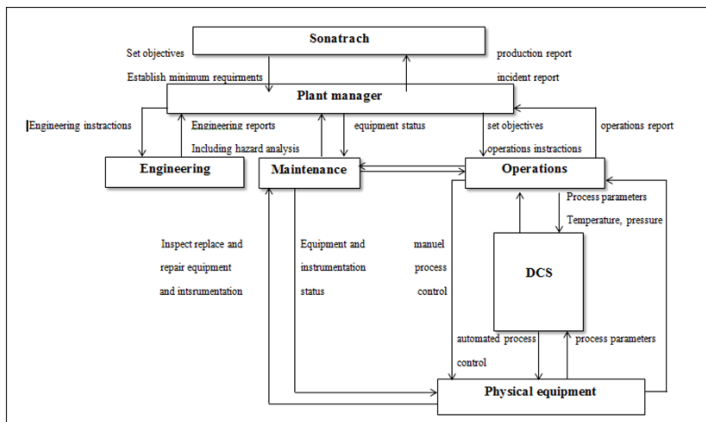 Sonatrach
Set objectives
production report
Establish minimum requirments
incident report
Plant manager
Engineering instructions
Engineering reports
equipment status
set objectives
operations report
Including hazard analysis
operations instractions
Engineering
Maintenance
Operations
Process parameters
Temperature, pressure
Inspect replace and
Equipment and
manuel
repair equipment
instrumentation
process
and intsrumentation
status
control
DCS
automated process
process parameters
control
Physical equipment